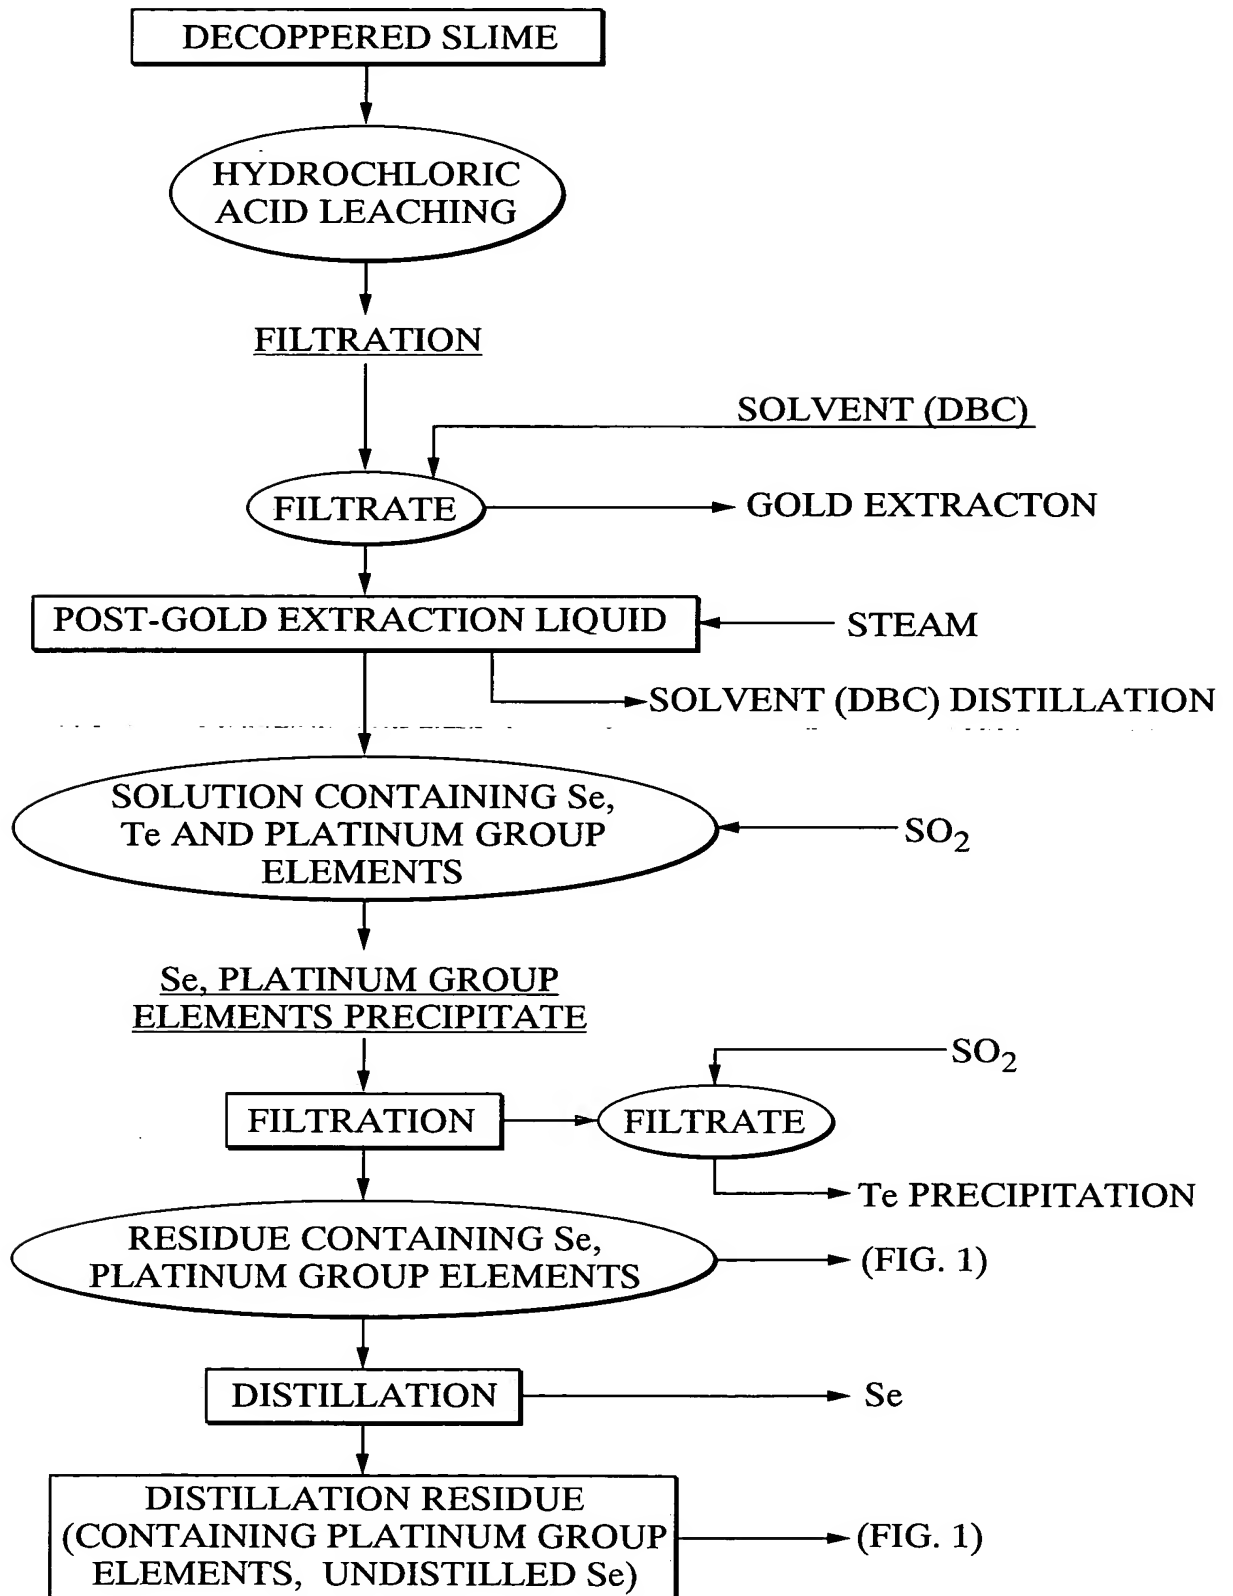 DECOPPERED SLIME
HYDROCHLORIC
ACID LEACHING
FILTRATION
SOLVENT (DBC)
FILTRATE
GOLD EXTRACTON
POST-GOLD EXTRACTION LIQUID
STEAM
SOLVENT (DBC) DISTILLATION
SOLUTION CONTAINING Se,
Te AND PLATINUM GROUP
ELEMENTS
SO2
Se, PLATINUM GROUP
ELEMENTS PRECIPITATE
SO2
FILTRATION
FILTRATE
Te PRECIPITATION
RESIDUE CONTAINING Se,
PLATINUM GROUP ELEMENTS
(FIG. 1)
DISTILLATION
Se
DISTILLATION RESIDUE
(CONTAINING PLATINUM GROUP
ELEMENTS, UNDISTILLED Se)
(FIG. 1)